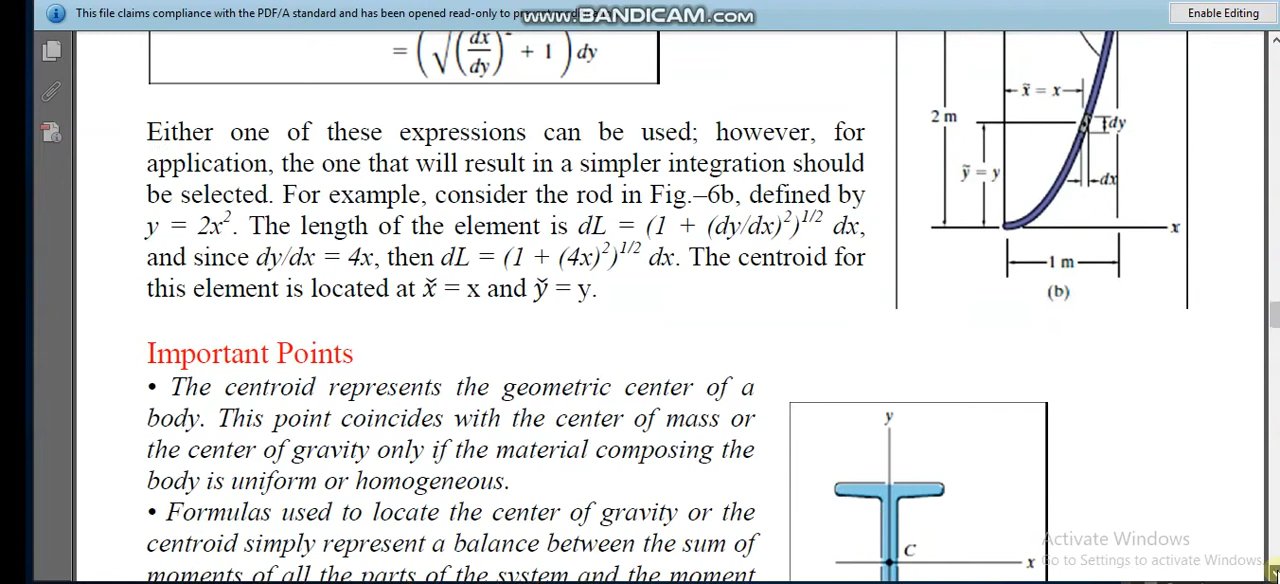 This file claims compliance with the PDF/A standard and has been opened read-only to
www.BANDICAM.com
Enable Editing
= (√(dx/dy)² + 1) dy
x̃ = x
2 m
dy
ỹ = y
dx
x
1 m
(b)
Either one of these expressions can be used; however, for
application, the one that will result in a simpler integration should
be selected. For example, consider the rod in Fig.–6b, defined by
y = 2x². The length of the element is dL = (1 + (dy/dx)²)^1/2 dx,
and since dy/dx = 4x, then dL = (1 + (4x)²)^1/2 dx. The centroid for
this element is located at x̌ = x and y̌ = y.
Important Points
• The centroid represents the geometric center of a
body. This point coincides with the center of mass or
the center of gravity only if the material composing the
body is uniform or homogeneous.
• Formulas used to locate the center of gravity or the
centroid simply represent a balance between the sum of
moments of all the parts of the system and the moment
y
C
x
Activate Windows
Go to Settings to activate Windows.